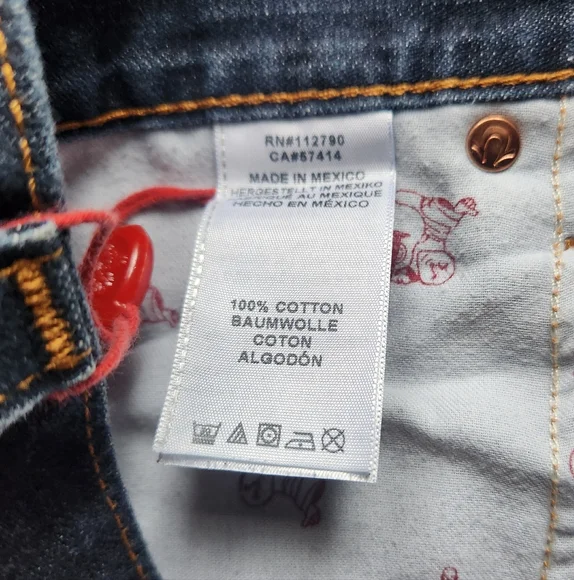 RN#112790
CA#57414
MADE IN MEXICO
HERGESTELLT IN MEXIKO
FABRIQUÉ AU MEXIQUE
HECHO EN MÉXICO
100% COTTON
BAUMWOLLE
COTON
ALGODÓN